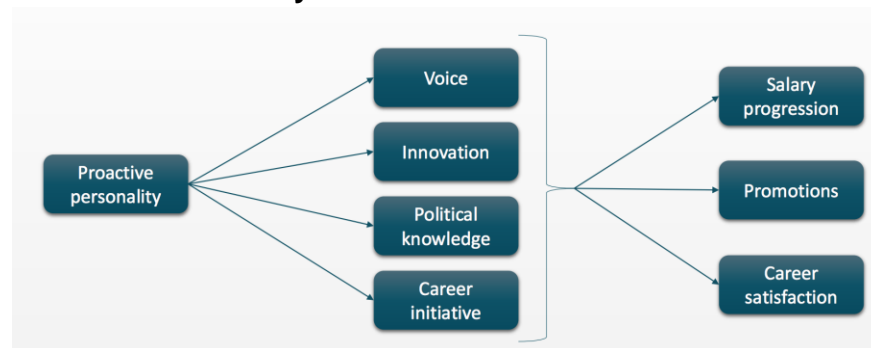 Proactive
personality
Voice
Innovation
Political
knowledge
Career
initiative
Salary
progression
Promotions
Career
satisfaction